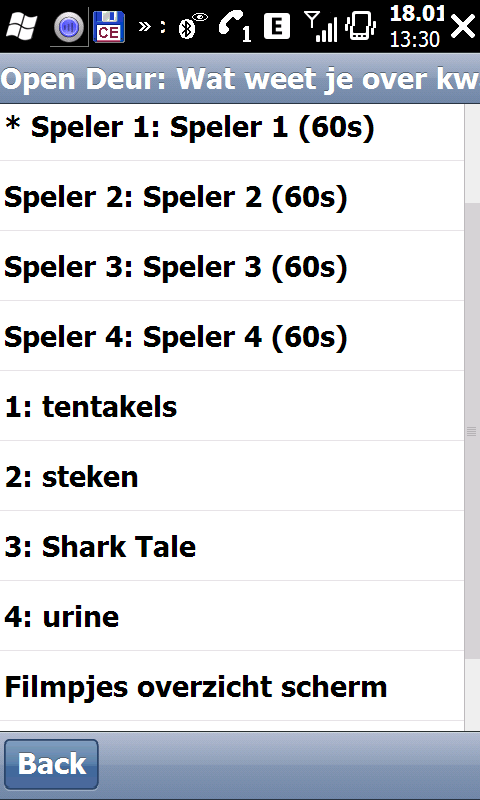 CE
» :
1
E
18.01
13:30
Open Deur: Wat weet je over kw
* Speler 1: Speler 1 (60s)
Speler 2: Speler 2 (60s)
Speler 3: Speler 3 (60s)
Speler 4: Speler 4 (60s)
1: tentakels
2: steken
3: Shark Tale
4: urine
Filmpjes overzicht scherm
Back